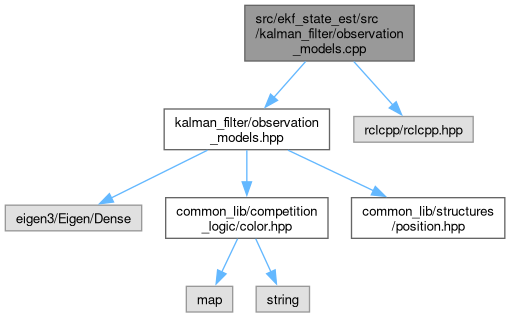 src/ekf_state_est/src
/kalman_filter/observation
_models.cpp
kalman_filter/observation
_models.hpp
rclcpp/rclcpp.hpp
eigen3/Eigen/Dense
common_lib/competition
_logic/color.hpp
common_lib/structures
/position.hpp
map
string